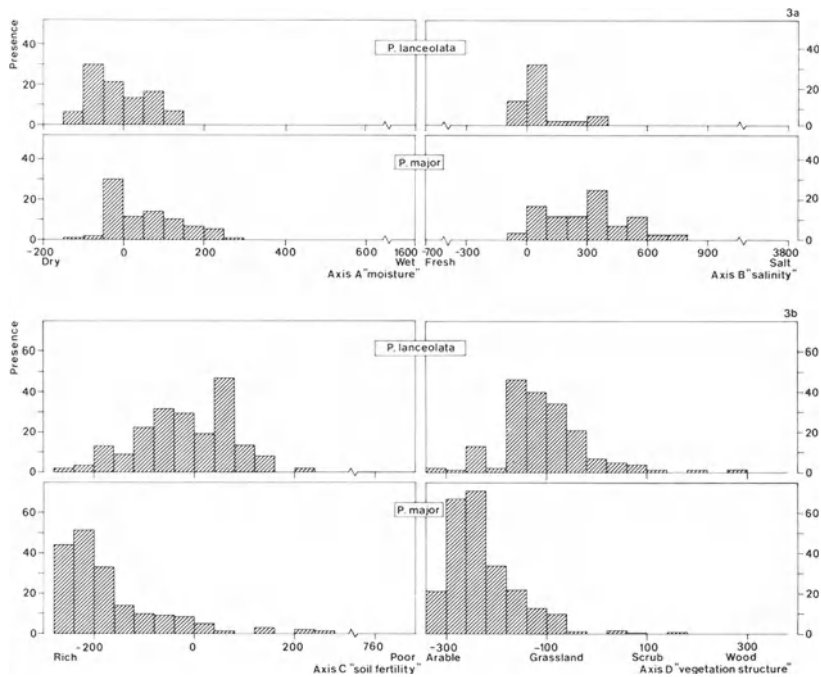 3a
Presence
40
20
0
P. lanceolata
40
20
0
40
20
0
P. major
40
20
0
-200 0 200 400 600 1600 -700 -300 0 300 600 900 3800
Dry Wet Fresh Salt
Axis A "moisture" Axis B "salinity"
3b
Presence
60
40
20
0
P. lanceolata
60
40
20
0
60
40
20
0
P. major
60
40
20
0
-200 0 200 760 -300 -100 100 300
Rich Poor Arable Grassland Scrub Wood
Axis C "soil fertility" Axis D "vegetation structure"